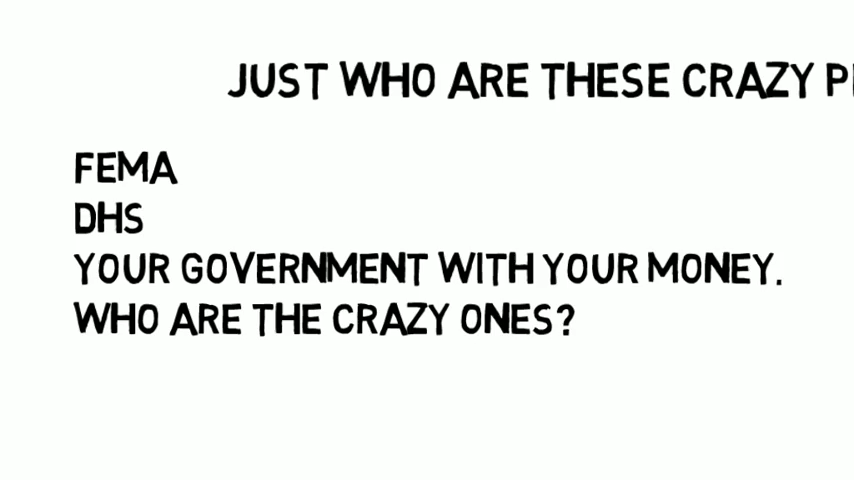 JUST WHO ARE THESE CRAZY
FEMA
DHS
YOUR GOVERNMENT WITH YOUR MONEY.
WHO ARE THE CRAZY ONES?